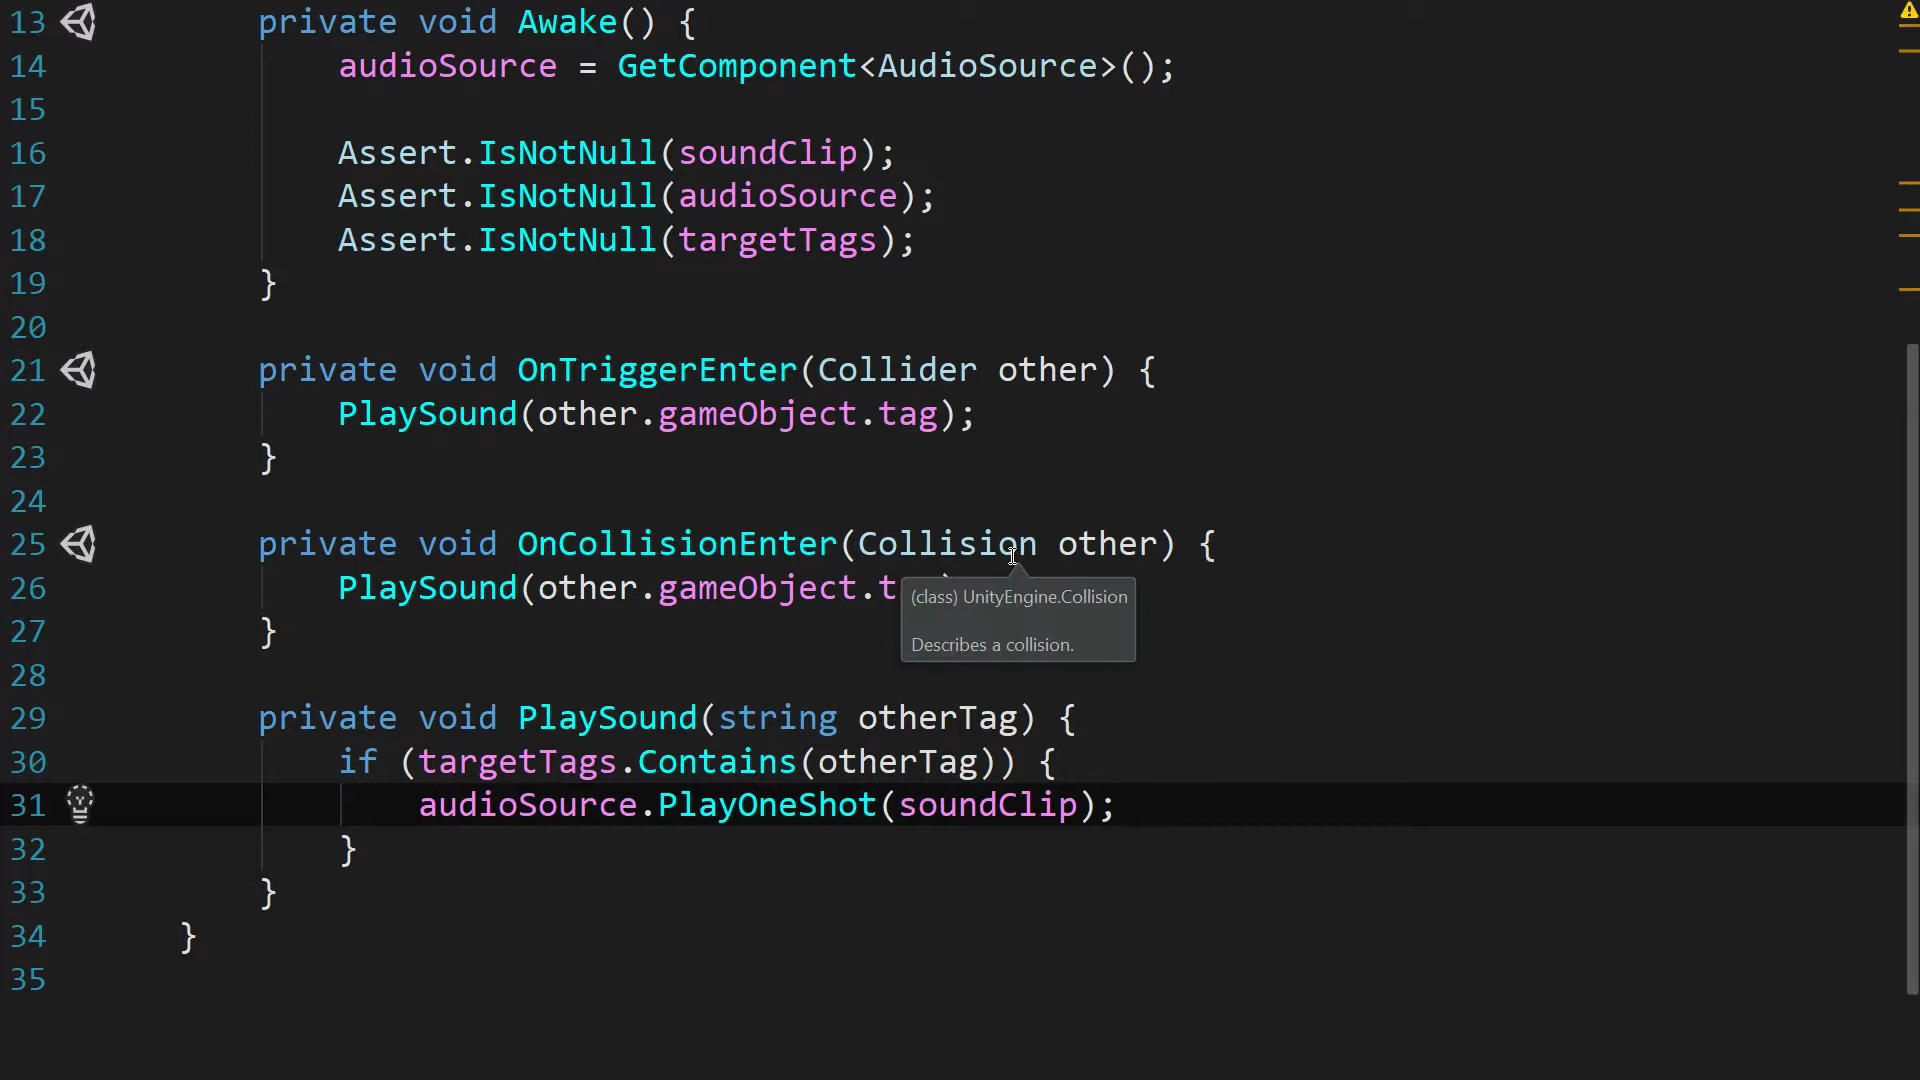 13 private void Awake() {
14 audioSource = GetComponent<AudioSource>();
15
16 Assert.IsNotNull(soundClip);
17 Assert.IsNotNull(audioSource);
18 Assert.IsNotNull(targetTags);
19 }
20
21 private void OnTriggerEnter(Collider other) {
22 PlaySound(other.gameObject.tag);
23 }
24
25 private void OnCollisionEnter(Collision other) {
26 PlaySound(other.gameObject.t
(class) UnityEngine.Collision
Describes a collision.
27 }
28
29 private void PlaySound(string otherTag) {
30 if (targetTags.Contains(otherTag)) {
31 audioSource.PlayOneShot(soundClip);
32 }
33 }
34 }
35